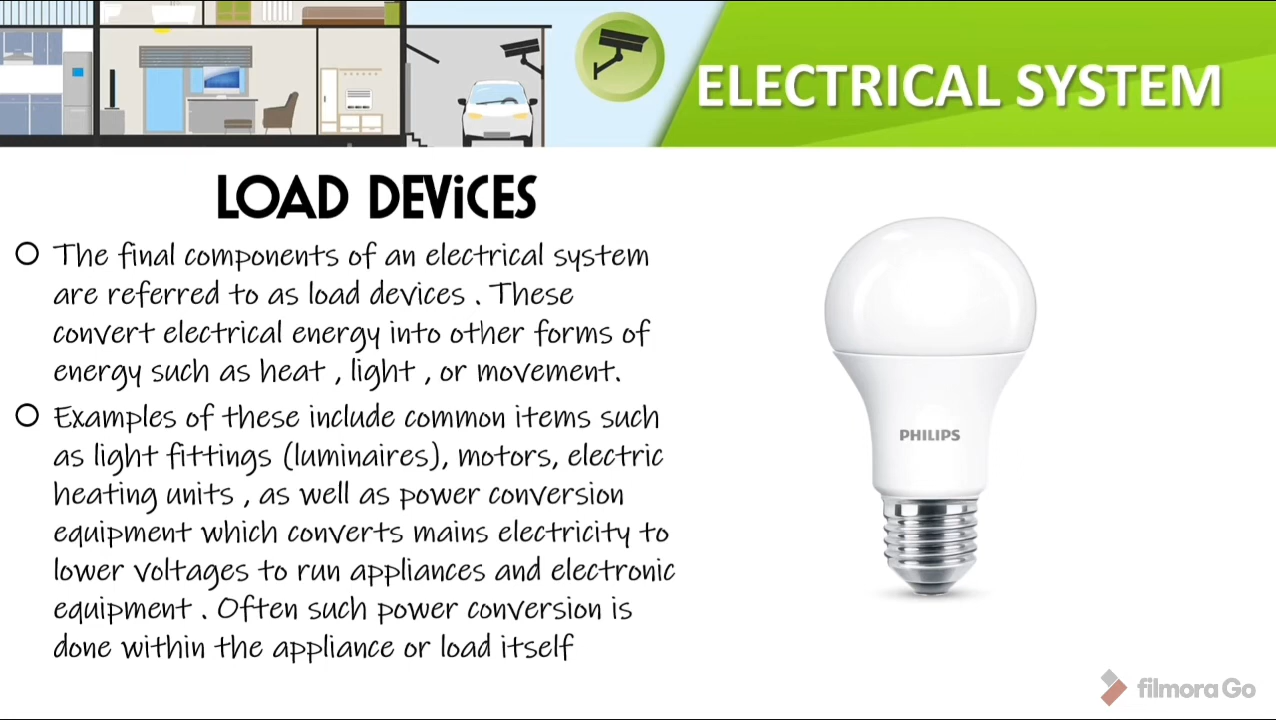 ELECTRICAL SYSTEM
LOAD DEViCES
The final components of an electrical system
are referred to as load devices . These
convert electrical energy into other forms of
energy such as heat , light , or movement.
Examples of these include common items such
as light fittings (luminaires), motors, electric
heating units , as well as power conversion
equipment which converts mains electricity to
lower voltages to run appliances and electronic
equipment . Often such power conversion is
done within the appliance or load itself
PHILIPS
filmora Go